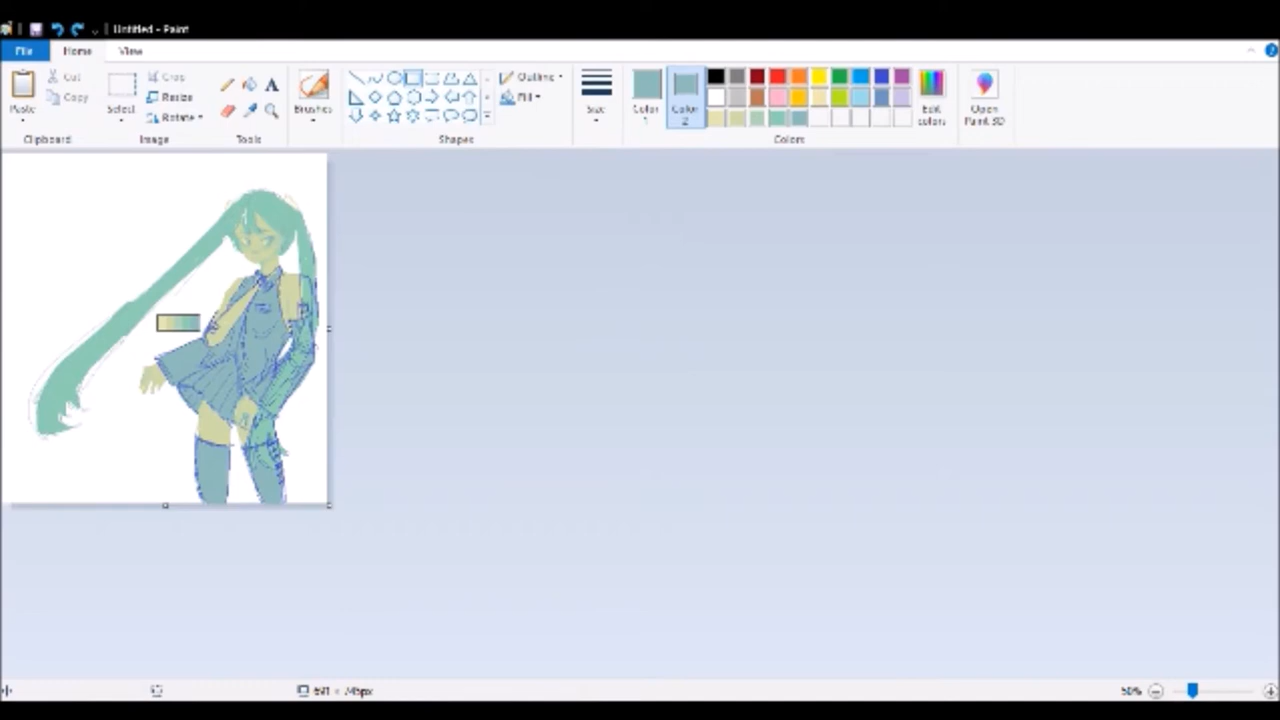 Untitled - Paint
File Home View
Paste
Cut
Copy
Clipboard
Select
Crop
Resize
Rotate
Image
Tools
Brushes
Outline
Fill
Shapes
Size
Color 1
Color 2
Edit colors
Colors
Open Paint 3D
50%